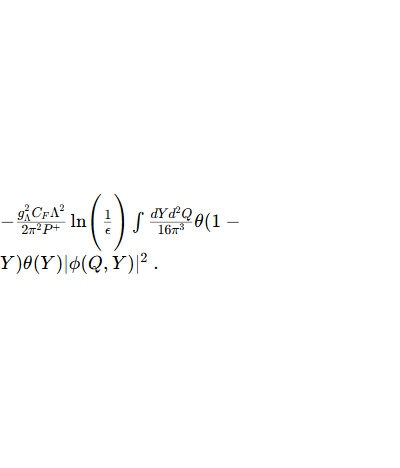 $-\frac{g_{\Lambda}^{2} C_F \Lambda^{2}}{2\pi^{2} P^{+}} \ln\left(\frac{1}{\epsilon}\right) \int \frac{dY d^{2}Q}{16\pi^{3}} \theta(1-$
$Y)\theta(Y)|\phi(Q,Y)|^{2}\ .$